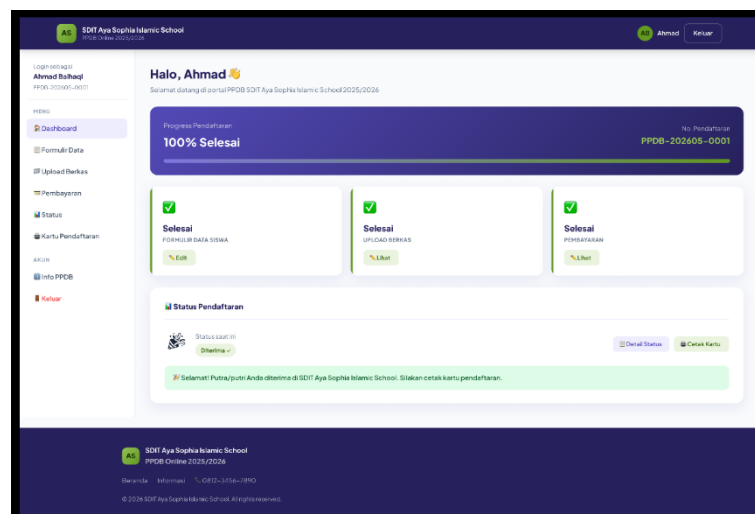 AS
SDIT Aya Sophia Islamic School
PPDB Online 2025/2026
AB Ahmad Keluar
Login sebagai
Ahmad Baihaqi
PPDB-202605-0001
MENU
Dashboard
Formulir Data
Upload Berkas
Pembayaran
Status
Kartu Pendaftaran
AKUN
Info PPDB
Keluar
Halo, Ahmad 👋
Selamat datang di portal PPDB SDIT Aya Sophia Islamic School 2025/2026
Progress Pendaftaran
100% Selesai
No. Pendaftaran
PPDB-202605-0001
Selesai
FORMULIR DATA SISWA
Edit
Selesai
UPLOAD BERKAS
Lihat
Selesai
PEMBAYARAN
Lihat
Status Pendaftaran
Status saat ini
Diterima ✓
Detail Status
Cetak Kartu
Selamat! Putra/putri Anda diterima di SDIT Aya Sophia Islamic School. Silakan cetak kartu pendaftaran.
AS
SDIT Aya Sophia Islamic School
PPDB Online 2025/2026
Beranda Informasi 0812-3456-7890
© 2026 SDIT Aya Sophia Islamic School. All rights reserved.